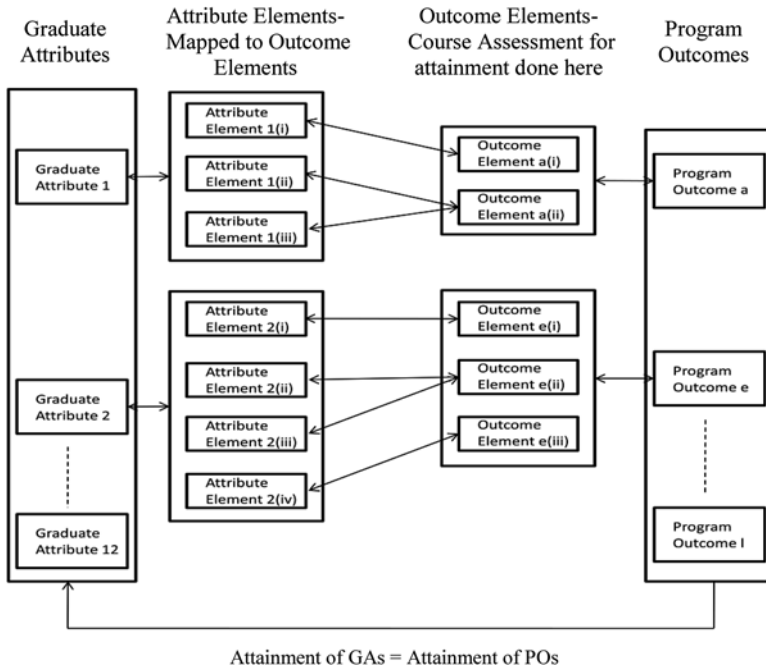 Graduate
Attributes
Attribute Elements-
Mapped to Outcome
Elements
Outcome Elements-
Course Assessment for
attainment done here
Program
Outcomes
Graduate
Attribute 1
Attribute
Element 1(i)
Attribute
Element 1(ii)
Attribute
Element 1(iii)
Outcome
Element a(i)
Outcome
Element a(ii)
Program
Outcome a
Graduate
Attribute 2
Attribute
Element 2(i)
Attribute
Element 2(ii)
Attribute
Element 2(iii)
Attribute
Element 2(iv)
Outcome
Element e(i)
Outcome
Element e(ii)
Outcome
Element e(iii)
Program
Outcome e
Graduate
Attribute 12
Program
Outcome l
Attainment of GAs = Attainment of POs